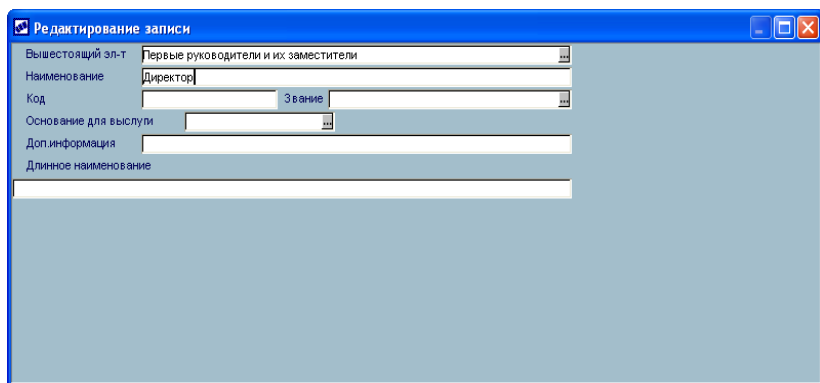 Редактирование записи
Вышестоящий эл-т Первые руководители и их заместители ...
Наименование Директор
Код Звание ...
Основание для выслуги ...
Доп.информация
Длинное наименование